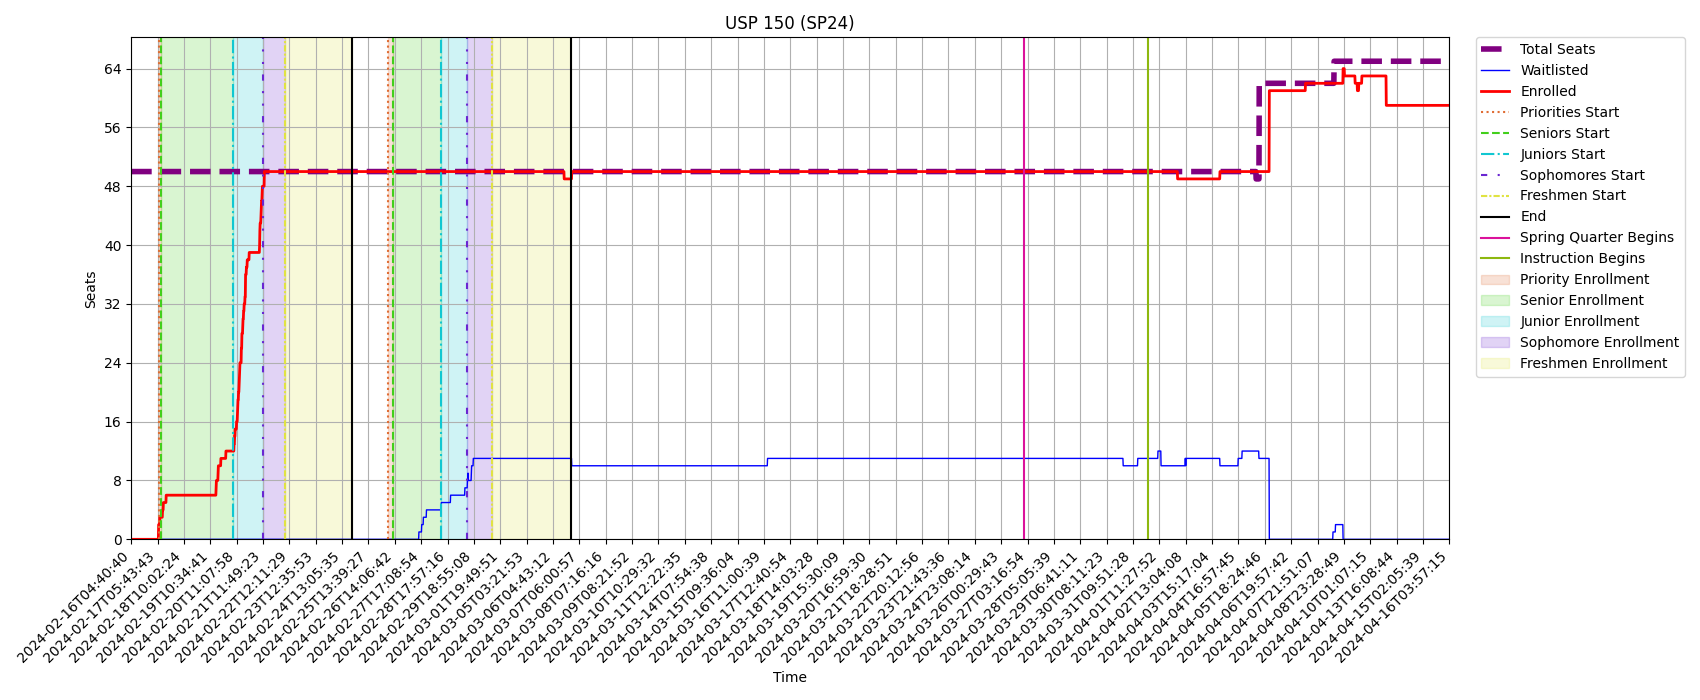 USP 150 (SP24)
Seats
64
56
48
40
32
24
16
8
0
2024-02-16T04:40:40
2024-02-17T05:43:43
2024-02-18T10:02:24
2024-02-19T10:34:41
2024-02-20T11:07:58
2024-02-21T11:49:23
2024-02-22T12:11:29
2024-02-23T12:35:53
2024-02-24T13:05:35
2024-02-25T13:39:27
2024-02-26T14:06:42
2024-02-27T17:08:54
2024-02-28T17:57:16
2024-02-29T18:55:08
2024-03-01T19:49:51
2024-03-05T03:21:53
2024-03-06T04:43:12
2024-03-07T06:00:57
2024-03-08T07:16:16
2024-03-09T08:21:52
2024-03-10T10:29:32
2024-03-11T12:22:35
2024-03-14T07:54:38
2024-03-15T09:36:04
2024-03-16T11:00:39
2024-03-17T12:40:54
2024-03-18T14:03:28
2024-03-19T15:30:09
2024-03-20T16:59:30
2024-03-21T18:28:51
2024-03-22T20:12:56
2024-03-23T21:43:36
2024-03-24T23:08:14
2024-03-26T00:29:43
2024-03-27T03:16:54
2024-03-28T05:05:39
2024-03-29T06:41:11
2024-03-30T08:11:23
2024-03-31T09:51:28
2024-04-01T11:27:52
2024-04-02T13:04:08
2024-04-03T15:17:04
2024-04-04T16:57:45
2024-04-05T18:24:46
2024-04-06T19:57:42
2024-04-07T21:51:07
2024-04-08T23:28:49
2024-04-10T01:07:15
2024-04-13T16:08:44
2024-04-15T02:05:39
2024-04-16T03:57:15
Time
Total Seats
Waitlisted
Enrolled
Priorities Start
Seniors Start
Juniors Start
Sophomores Start
Freshmen Start
End
Spring Quarter Begins
Instruction Begins
Priority Enrollment
Senior Enrollment
Junior Enrollment
Sophomore Enrollment
Freshmen Enrollment